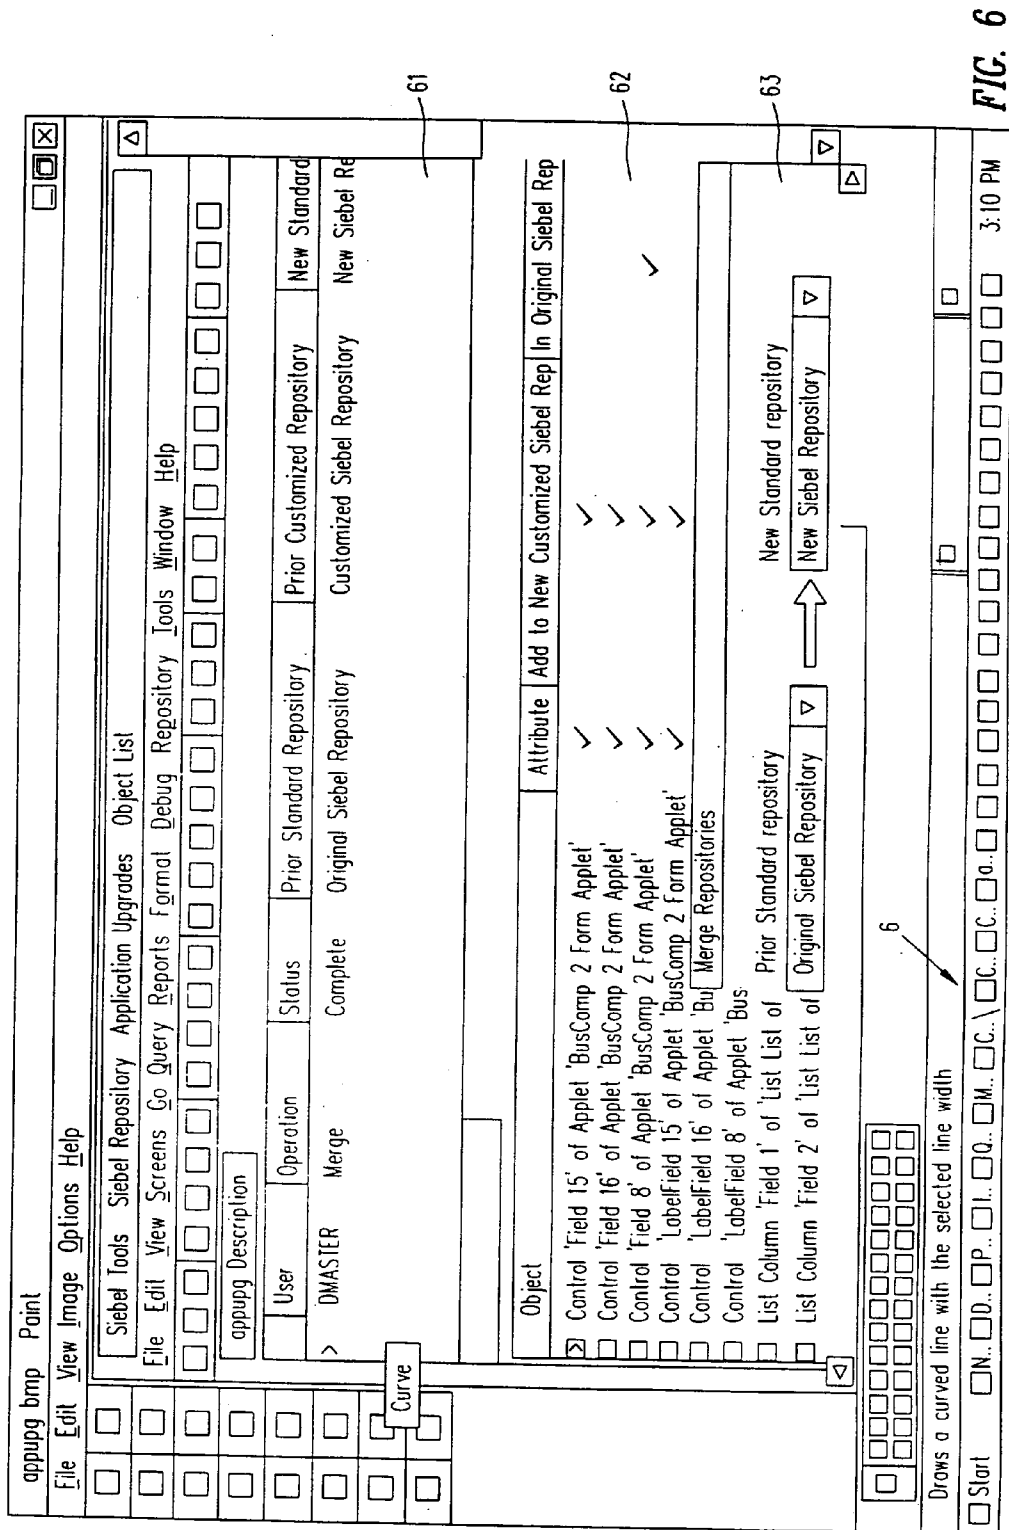 appupg bmp Paint
File Edit View Image Options Help
Siebel Tools Siebel Repository Application Upgrades Object List
File Edit View Screens Go Query Reports Format Debug Repository Tools Window Help
appupg Description
User Operation Status Prior Standard Repository Prior Customized Repository New Standard
> DMASTER Merge Complete Original Siebel Repository Customized Siebel Repository New Siebel Re
61
Curve
Object Attribute Add to New Customized Siebel Rep In Original Siebel Rep
> Control 'Field 15' of Applet 'BusComp 2 Form Applet'
Control 'Field 16' of Applet 'BusComp 2 Form Applet'
62
Control 'Field 8' of Applet 'BusComp 2 Form Applet'
Control 'LabelField 15' of Applet 'BusComp 2 Form Applet'
Control 'LabelField 16' of Applet 'Bu
Merge Repositories
Control 'LabelField 8' of Applet 'Bus
List Column 'Field 1' of 'List List of
Prior Standard repository New Standard repository
63
List Column 'Field 2' of 'List List of
Original Siebel Repository New Siebel Repository
6
Draws a curved line with the selected line width
Start N.. D.. P.. I.. Q.. M.. C..\ C.. C.. a.. 3:10 PM
FIG. 6